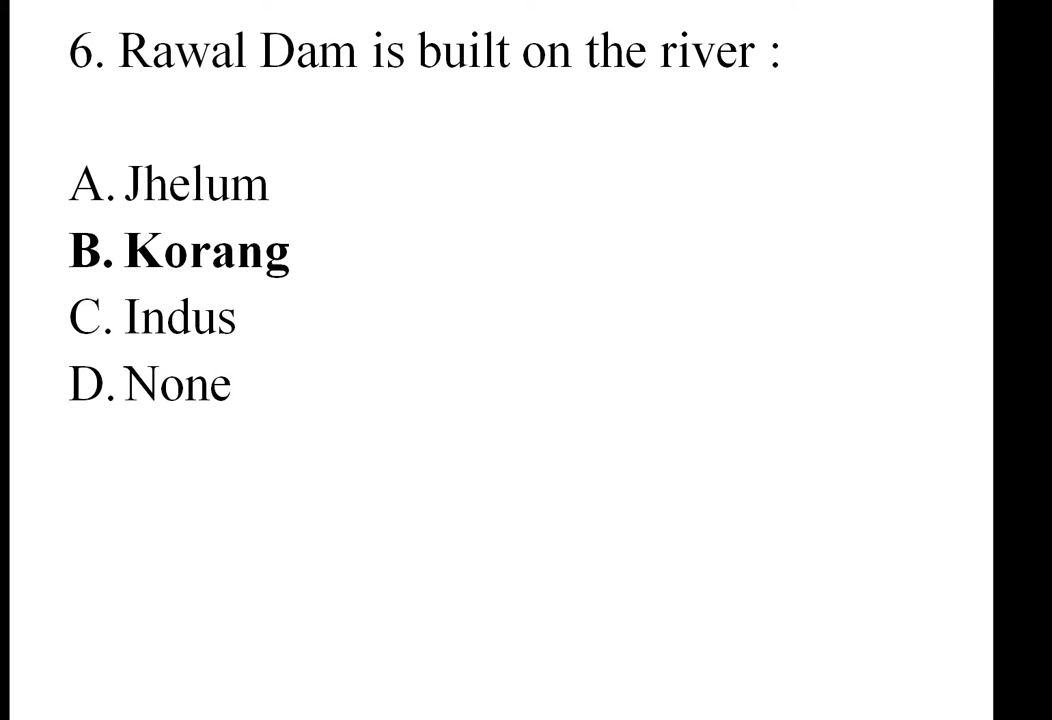 6. Rawal Dam is built on the river :
A. Jhelum
B. Korang
C. Indus
D. None